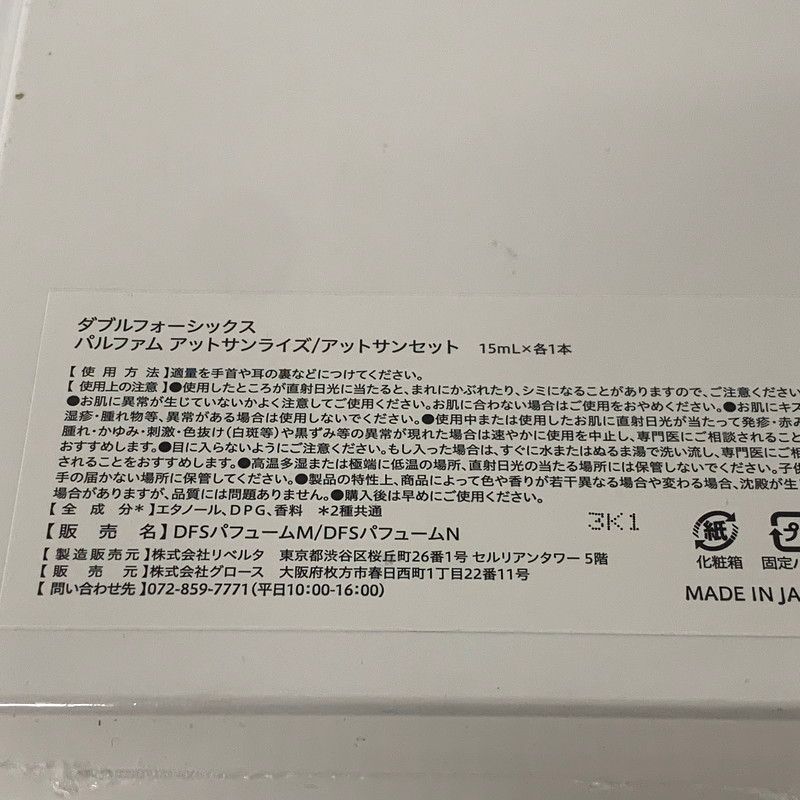 ダブルフォーシックス
パルファム アットサンライズ/アットサンセット 15mL×各1本
【使用方法】適量を手首や耳の裏などにつけてください。
【使用上の注意】●使用したところが直射日光に当たると、まれにかぶれたり、シミになることがありますので、ご注意ください
●お肌に異常が生じていないかよく注意してご使用ください。お肌に合わない場合はご使用をおやめください。●お肌にキズ
湿疹・腫れ物等、異常がある場合は使用しないでください。●使用中または使用したお肌に直射日光が当たって発疹・赤み
腫れ・かゆみ・刺激・色抜け(白斑等)や黒ずみ等の異常が現れた場合は速やかに使用を中止し、専門医にご相談されること
おすすめします。●目に入らないようにご注意ください。もし入った場合は、すぐに水またはぬるま湯で洗い流し、専門医に
されることをおすすめします。●高温多湿または極端に低温の場所、直射日光の当たる場所には保管しないでください。子供
手の届かない場所に保管してください。●製品の特性上、商品によって色や香りが若干異なる場合や変わる場合、沈殿が生
場合がありますが、品質には問題ありません。●購入後は早めにご使用ください。
【全成分*】エタノール、DPG、香料 *2種共通
【販売名】DFSパフュームM/DFSパフュームN
【製造販売元】株式会社リベルタ 東京都渋谷区桜丘町26番1号 セルリアンタワー 5階
【販売元】株式会社グロース 大阪府枚方市春日西町1丁目22番11号
【問い合わせ先】072-859-7771(平日10:00-16:00)
3K1
紙
化粧箱
プ
固定
MADE IN JA